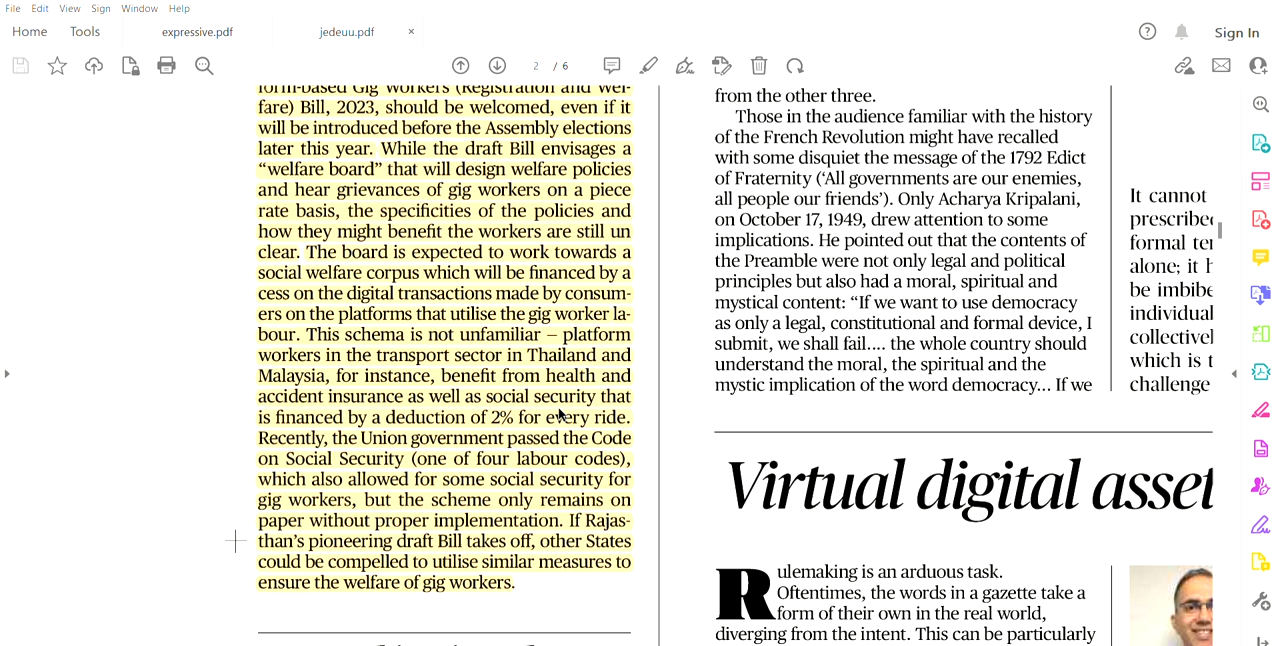 File Edit View Sign Window Help
Home Tools expressive.pdf jedeuu.pdf × Sign In
2 / 6
form-based Gig Workers (Registration and Wel-
fare) Bill, 2023, should be welcomed, even if it
will be introduced before the Assembly elections
later this year. While the draft Bill envisages a
“welfare board” that will design welfare policies
and hear grievances of gig workers on a piece
rate basis, the specificities of the policies and
how they might benefit the workers are still un
clear. The board is expected to work towards a
social welfare corpus which will be financed by a
cess on the digital transactions made by consum-
ers on the platforms that utilise the gig worker la-
bour. This schema is not unfamiliar – platform
workers in the transport sector in Thailand and
Malaysia, for instance, benefit from health and
accident insurance as well as social security that
is financed by a deduction of 2% for every ride.
Recently, the Union government passed the Code
on Social Security (one of four labour codes),
which also allowed for some social security for
gig workers, but the scheme only remains on
paper without proper implementation. If Rajas-
than’s pioneering draft Bill takes off, other States
could be compelled to utilise similar measures to
ensure the welfare of gig workers.
from the other three.
Those in the audience familiar with the history
of the French Revolution might have recalled
with some disquiet the message of the 1792 Edict
of Fraternity (‘All governments are our enemies,
all people our friends’). Only Acharya Kripalani,
on October 17, 1949, drew attention to some
implications. He pointed out that the contents of
the Preamble were not only legal and political
principles but also had a moral, spiritual and
mystical content: “If we want to use democracy
as only a legal, constitutional and formal device, I
submit, we shall fail.... the whole country should
understand the moral, the spiritual and the
mystic implication of the word democracy... If we
It cannot
prescribed
formal ter
alone; it h
be imbibe
individual
collectivel
which is t
challenge
Virtual digital asset
Rulemaking is an arduous task.
Oftentimes, the words in a gazette take a
form of their own in the real world,
diverging from the intent. This can be particularly